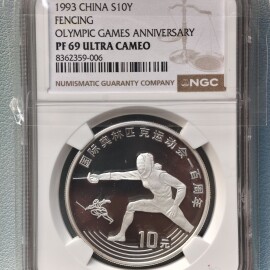 1993 CHINA S10Y
FENCING
OLYMPIC GAMES ANNIVERSARY
PF 69 ULTRA CAMEO
8362359-006
NGC
NUMISMATIC GUARANTY COMPANY
国际奥林匹克运动会一百周年
10元